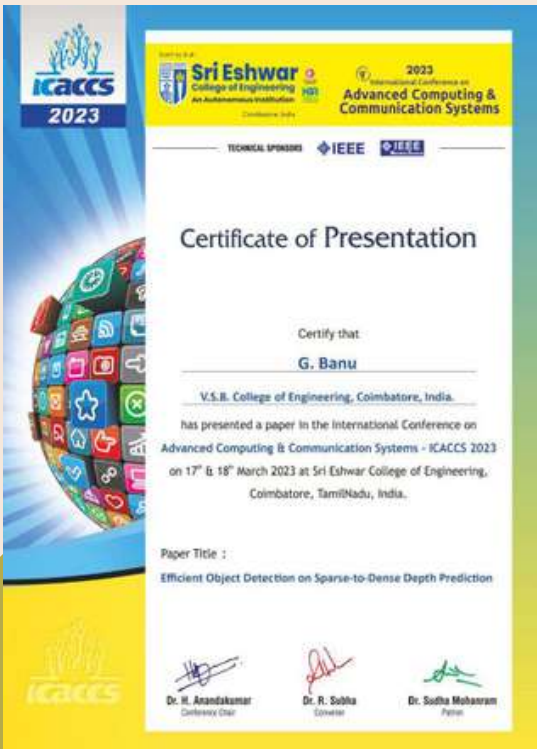 icaccs
2023
Sri Eshwar
College of Engineering
An Autonomous Institution
Coimbatore, India
2023
International Conference on
Advanced Computing &
Communication Systems
TECHNICAL SPONSORS
IEEE
IEEE
Certificate of Presentation
Certify that
G. Banu
V.S.B. College of Engineering, Coimbatore, India.
has presented a paper in the International Conference on
Advanced Computing & Communication Systems - ICACCS 2023
on 17" & 18" March 2023 at Sri Eshwar College of Engineering,
Coimbatore, TamilNadu, India.
Paper Title :
Efficient Object Detection on Sparse-to-Dense Depth Prediction
icaccs
Dr. H. Anandakumar
Conference Chair
Dr. R. Subha
Convener
Dr. Sudha Mohanram
Patron